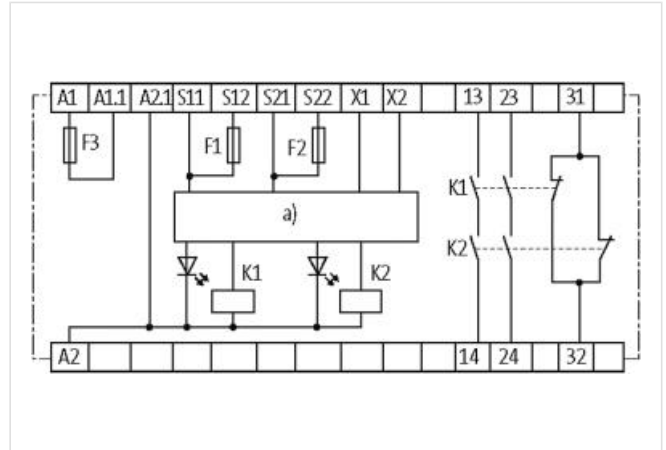 A1 A1.1 A2.1 S11 S12 S21 S22 X1 X2 13 23 31
F3 F1 F2
K1
a)
K1 K2 K2
A2 14 24 32